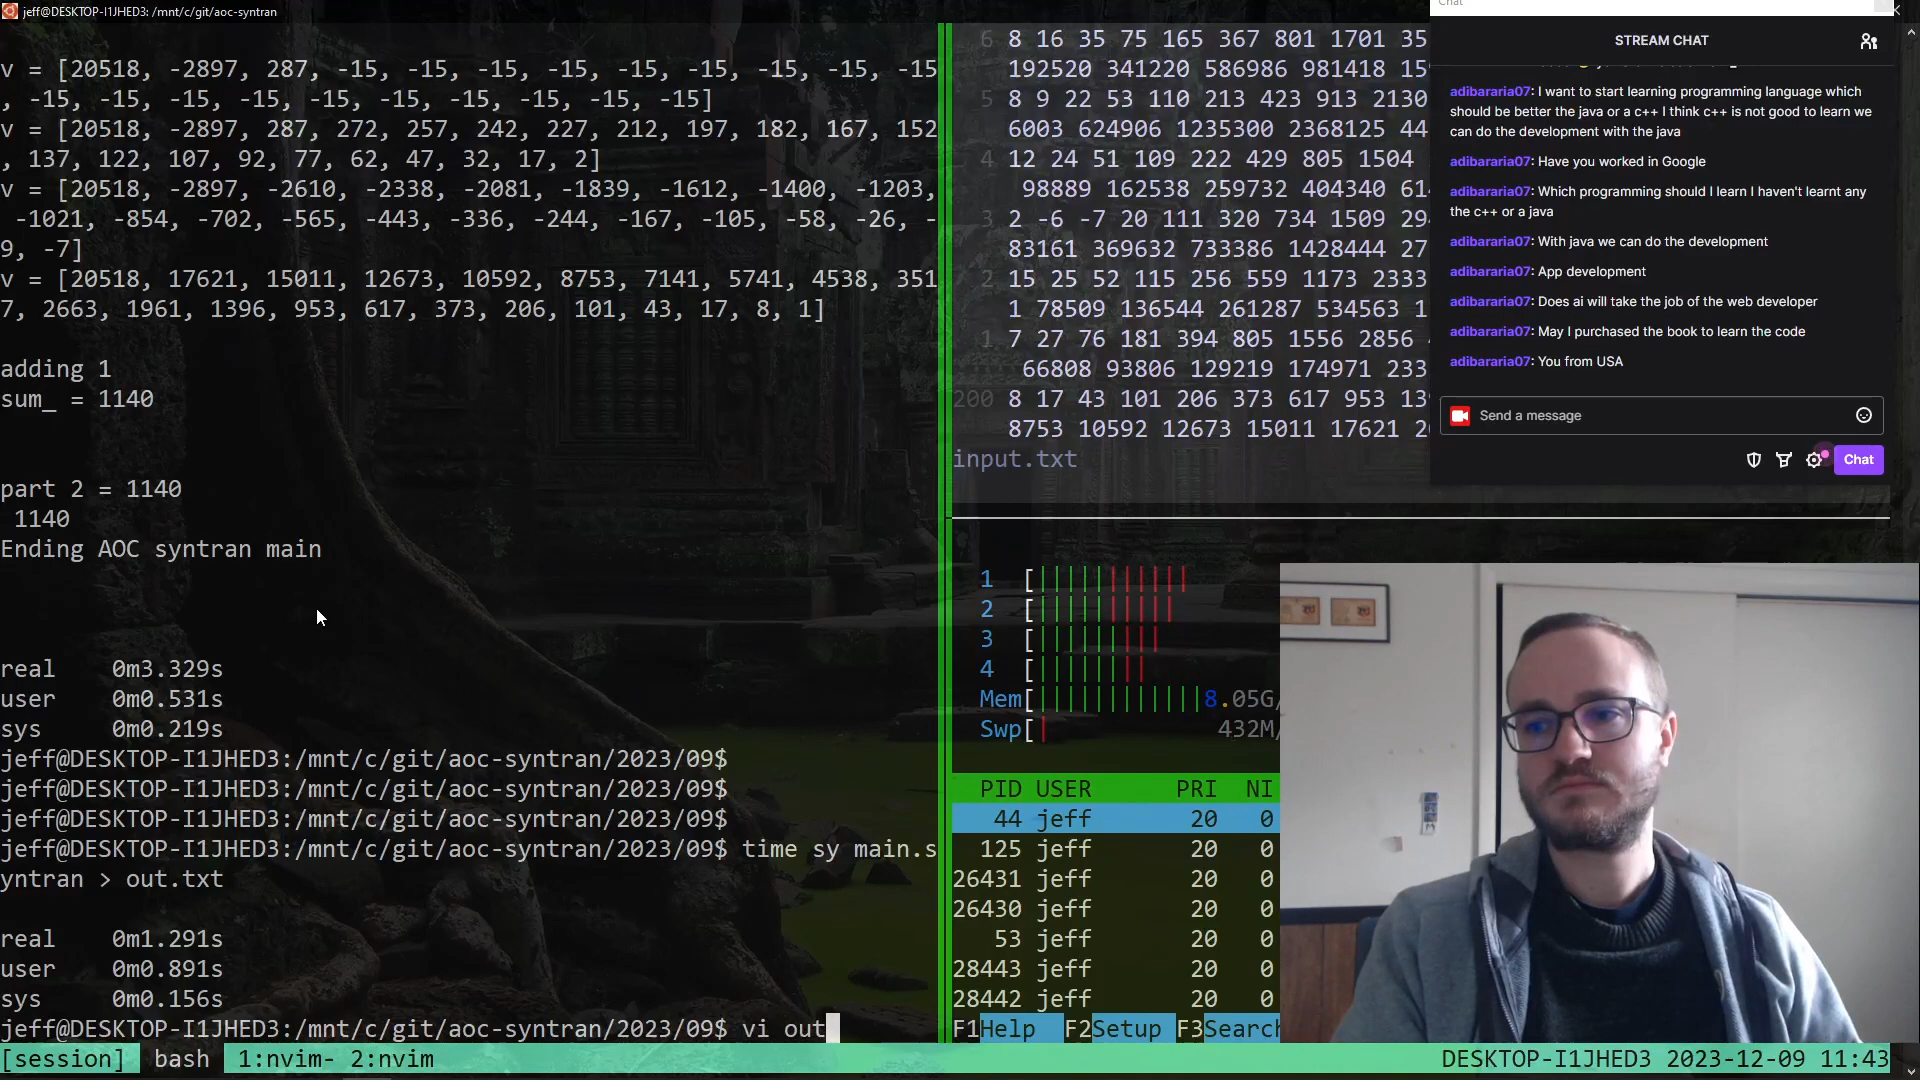 jeff@DESKTOP-I1JHED3: /mnt/c/git/aoc-syntran
v = [20518, -2897, 287, -15, -15, -15, -15, -15, -15, -15, -15
, -15, -15, -15, -15, -15, -15, -15, -15, -15]
v = [20518, -2897, 287, 272, 257, 242, 227, 212, 197, 182, 167, 152
, 137, 122, 107, 92, 77, 62, 47, 32, 17, 2]
v = [20518, -2897, -2610, -2338, -2081, -1839, -1612, -1400, -1203,
-1021, -854, -702, -565, -443, -336, -244, -167, -105, -58, -26, -
9, -7]
v = [20518, 17621, 15011, 12673, 10592, 8753, 7141, 5741, 4538, 351
7, 2663, 1961, 1396, 953, 617, 373, 206, 101, 43, 17, 8, 1]
adding 1
sum_ = 1140
part 2 = 1140
1140
Ending AOC syntran main
real 0m3.329s
user 0m0.531s
sys 0m0.219s
jeff@DESKTOP-I1JHED3:/mnt/c/git/aoc-syntran/2023/09$
jeff@DESKTOP-I1JHED3:/mnt/c/git/aoc-syntran/2023/09$
jeff@DESKTOP-I1JHED3:/mnt/c/git/aoc-syntran/2023/09$
jeff@DESKTOP-I1JHED3:/mnt/c/git/aoc-syntran/2023/09$ time sy main.s
yntran > out.txt
real 0m1.291s
user 0m0.891s
sys 0m0.156s
jeff@DESKTOP-I1JHED3:/mnt/c/git/aoc-syntran/2023/09$ vi out
[session] bash 1:nvim- 2:nvim
6 8 16 35 75 165 367 801 1701 35
192520 341220 586986 981418 15
5 8 9 22 53 110 213 423 913 2130
6003 624906 1235300 2368125 44
4 12 24 51 109 222 429 805 1504
98889 162538 259732 404340 61
3 2 -6 -7 20 111 320 734 1509 29
83161 369632 733386 1428444 27
2 15 25 52 115 256 559 1173 2333
1 78509 136544 261287 534563 1
1 7 27 76 181 394 805 1556 2856
66808 93806 129219 174971 233
200 8 17 43 101 206 373 617 953 13
8753 10592 12673 15011 17621 2
input.txt
1 [
2 [
3 [
4 [
Mem[ 8.05G/
Swp[ 432M/
PID USER PRI NI
44 jeff 20 0
125 jeff 20 0
26431 jeff 20 0
26430 jeff 20 0
53 jeff 20 0
28443 jeff 20 0
28442 jeff 20 0
F1Help F2Setup F3Search
DESKTOP-I1JHED3 2023-12-09 11:43
Chat
STREAM CHAT
adibararia07: I want to start learning programming language which
should be better the java or a c++ I think c++ is not good to learn we
can do the development with the java
adibararia07: Have you worked in Google
adibararia07: Which programming should I learn I haven't learnt any
the c++ or a java
adibararia07: With java we can do the development
adibararia07: App development
adibararia07: Does ai will take the job of the web developer
adibararia07: May I purchased the book to learn the code
adibararia07: You from USA
Send a message
Chat